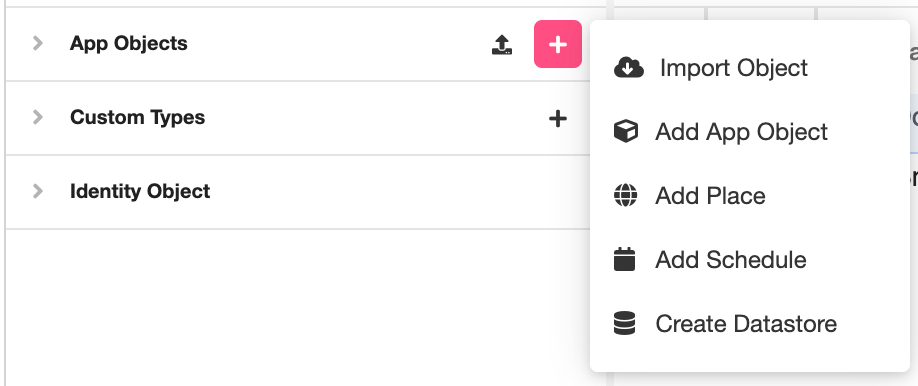 App Objects
Custom Types
Identity Object
Import Object
Add App Object
Add Place
Add Schedule
Create Datastore